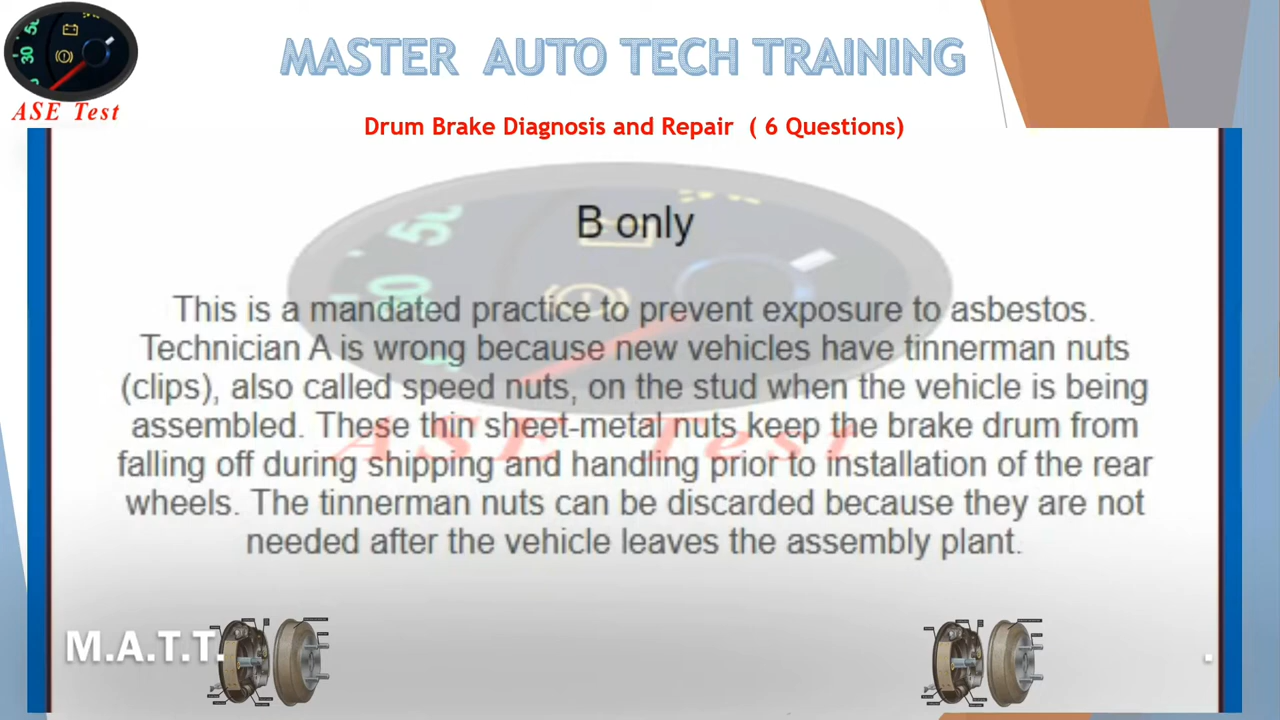 MASTER AUTO TECH TRAINING
ASE Test
Drum Brake Diagnosis and Repair ( 6 Questions)
B only
This is a mandated practice to prevent exposure to asbestos.
Technician A is wrong because new vehicles have tinnerman nuts
(clips), also called speed nuts, on the stud when the vehicle is being
assembled. These thin sheet-metal nuts keep the brake drum from
falling off during shipping and handling prior to installation of the rear
wheels. The tinnerman nuts can be discarded because they are not
needed after the vehicle leaves the assembly plant.
ASE Test
M.A.T.T.
.